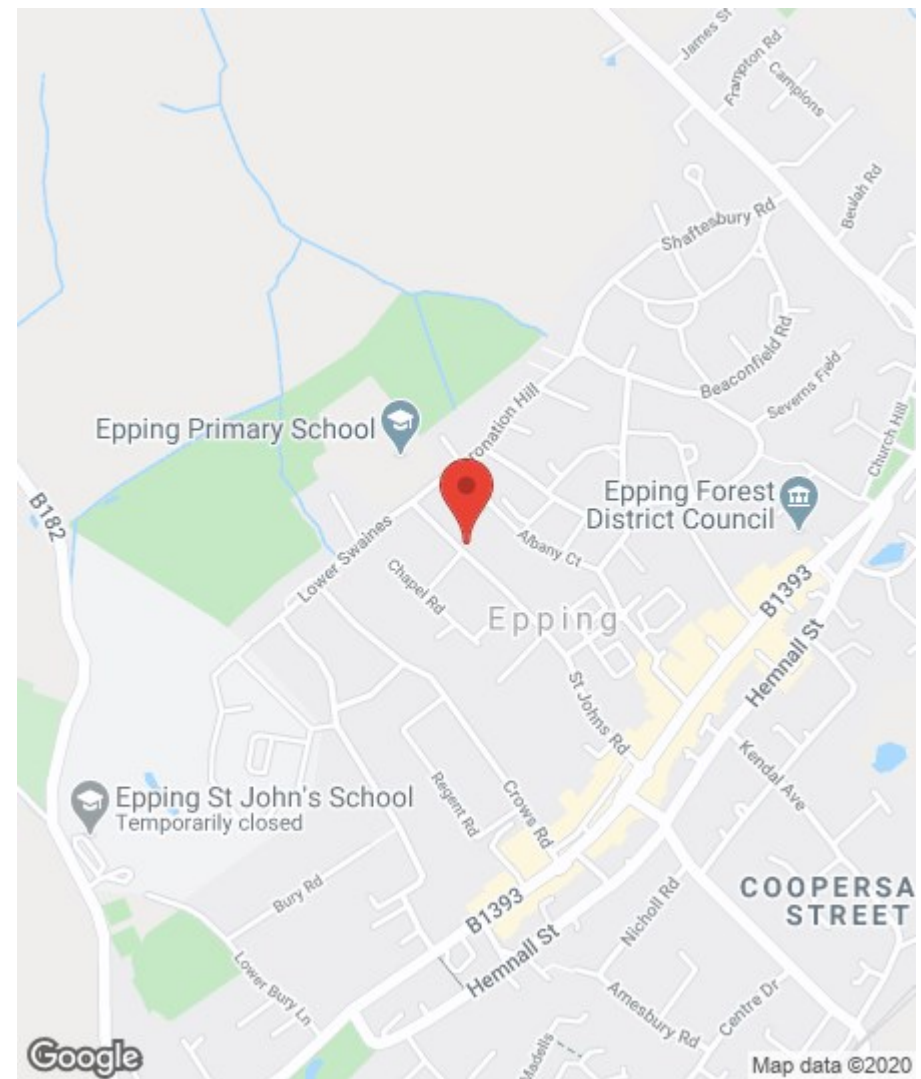 James St
Frampton Rd
Campions
Beulah Rd
Shaftesbury Rd
Beaconfield Rd
Severns Field
Church Hill
Epping Primary School
oronation Hill
Epping Forest
District Council
B182
Albany Ct
Lower Swaines
Chapel Rd
Epping
B1393
Hemnall St
St Johns Rd
Kendal Ave
Epping St John's School
Temporarily closed
Regent Rd
Crows Rd
Bury Rd
COOPERSA
STREET
B1393
Nicholl Rd
Hemnall St
Lower Bury Ln
Amesbury Rd
Centre Dr
Madells
Google
Map data ©2020